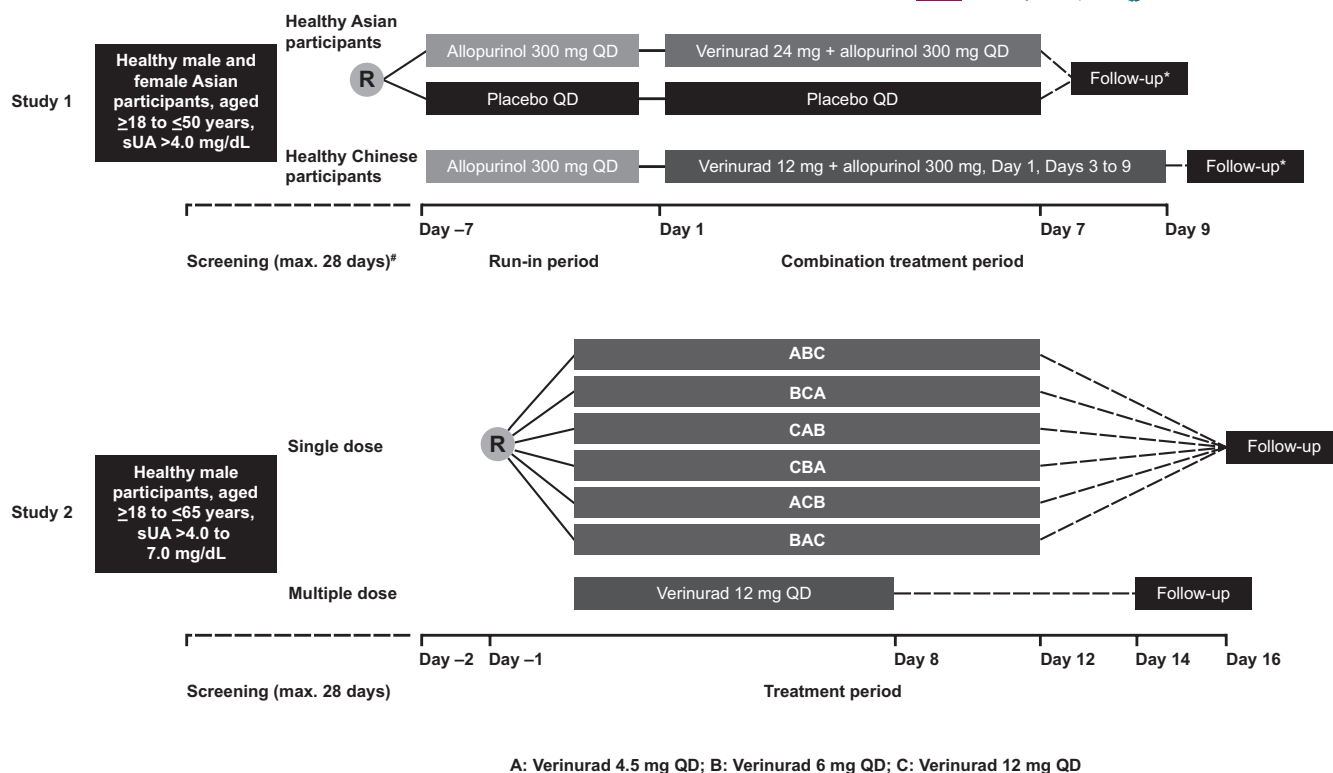 Healthy Asian
participants
Study 1
Healthy male and
female Asian
participants, aged
≥18 to ≤50 years,
sUA >4.0 mg/dL
R
Allopurinol 300 mg QD
Verinurad 24 mg + allopurinol 300 mg QD
Placebo QD
Placebo QD
Follow-up*
Healthy Chinese
participants
Allopurinol 300 mg QD
Verinurad 12 mg + allopurinol 300 mg, Day 1, Days 3 to 9
Follow-up*
Day –7
Day 1
Day 7
Day 9
Screening (max. 28 days)#
Run-in period
Combination treatment period
Study 2
Healthy male
participants, aged
≥18 to ≤65 years,
sUA >4.0 to
7.0 mg/dL
Single dose
R
ABC
BCA
CAB
CBA
ACB
BAC
Follow-up
Multiple dose
Verinurad 12 mg QD
Follow-up
Day –2
Day –1
Day 8
Day 12
Day 14
Day 16
Screening (max. 28 days)
Treatment period
A: Verinurad 4.5 mg QD; B: Verinurad 6 mg QD; C: Verinurad 12 mg QD